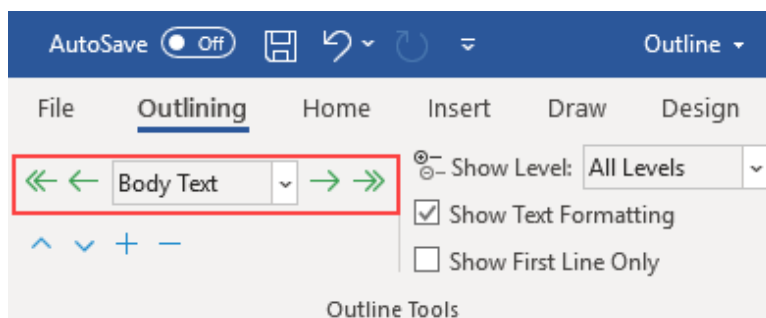 AutoSave Off Outline
File Outlining Home Insert Draw Design
Body Text Show Level: All Levels
Show Text Formatting
Show First Line Only
Outline Tools